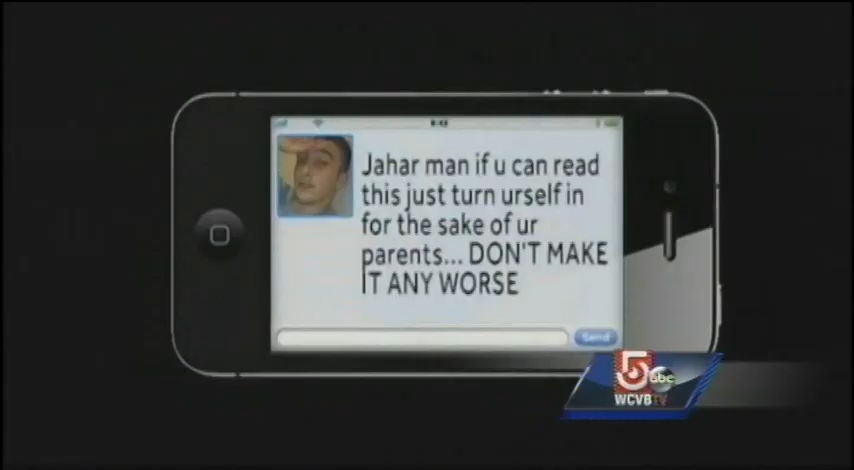 Jahar man if u can read
this just turn urself in
for the sake of ur
parents... DON'T MAKE
IT ANY WORSE
Send
5
abc
WCVB TV